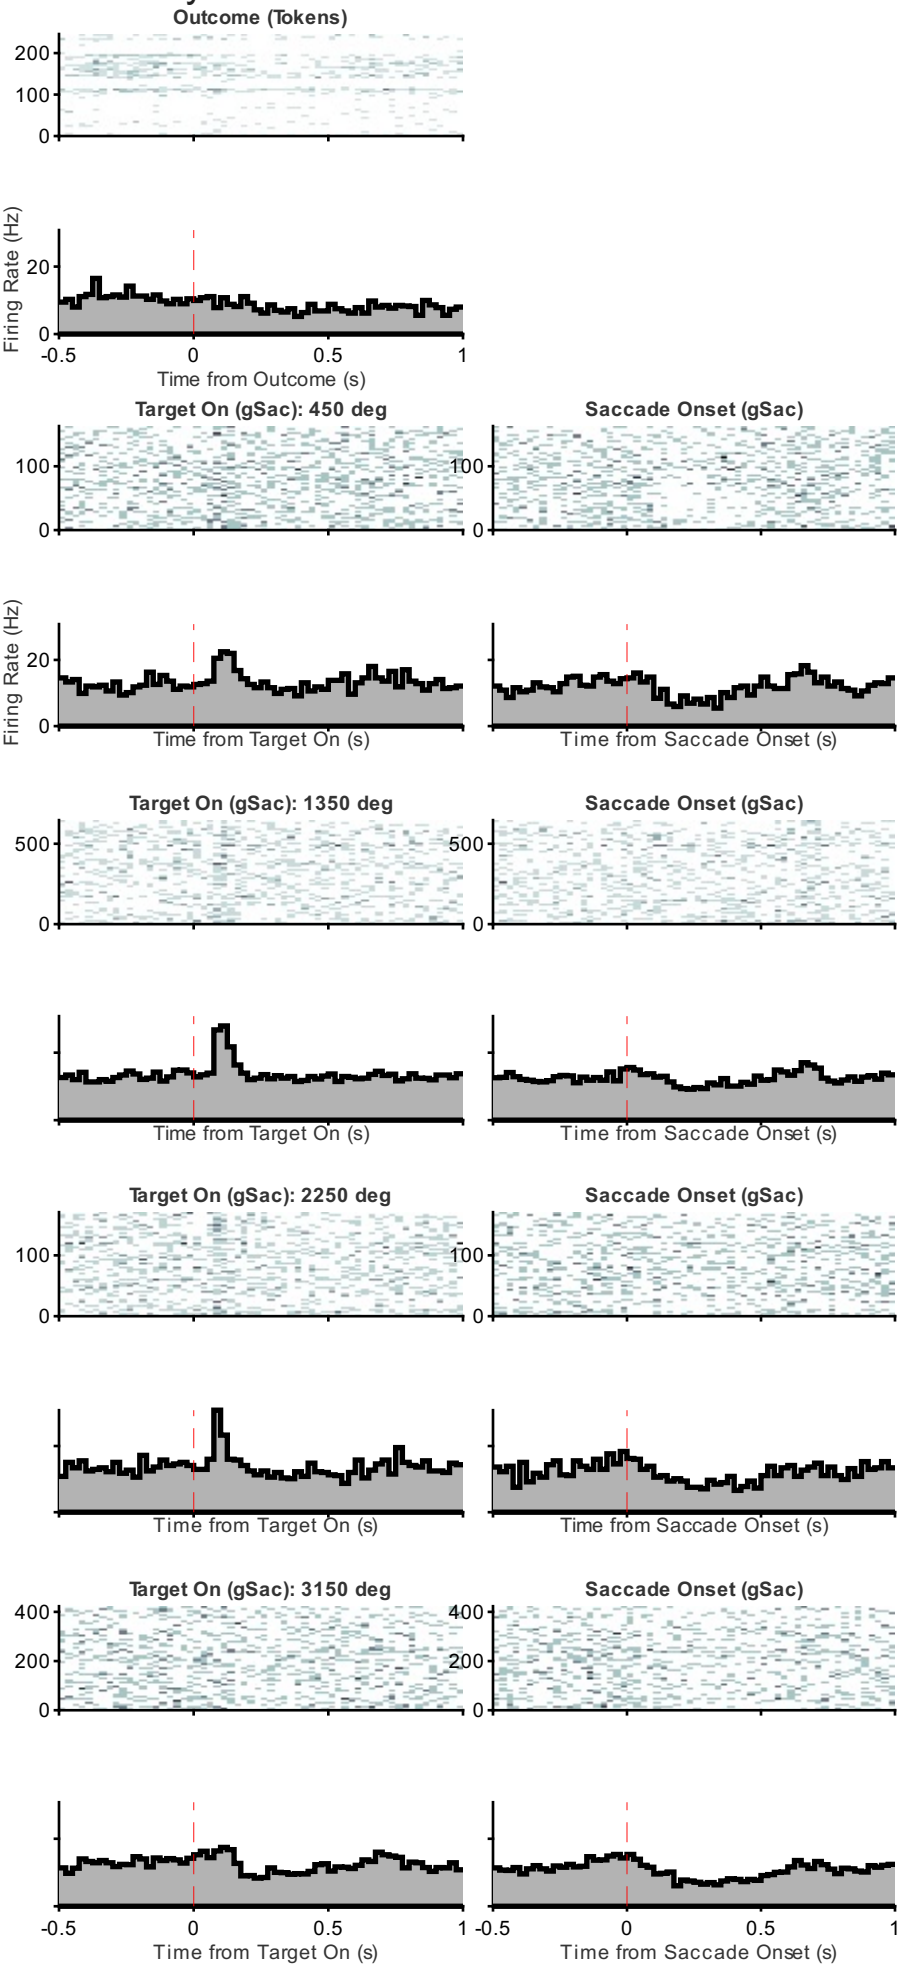 Outcome (Tokens)
200
100
0
Firing Rate (Hz)
20
0
-0.5 0 0.5 1
Time from Outcome (s)
Target On (gSac): 450 deg Saccade Onset (gSac)
100 100
0 0
Firing Rate (Hz)
20
0
Time from Target On (s) Time from Saccade Onset (s)
Target On (gSac): 1350 deg Saccade Onset (gSac)
500 500
0 0
Time from Target On (s) Time from Saccade Onset (s)
Target On (gSac): 2250 deg Saccade Onset (gSac)
100 100
0 0
Time from Target On (s) Time from Saccade Onset (s)
Target On (gSac): 3150 deg Saccade Onset (gSac)
400 400
200 200
0 0
-0.5 0 0.5 1 -0.5 0 0.5 1
Time from Target On (s) Time from Saccade Onset (s)